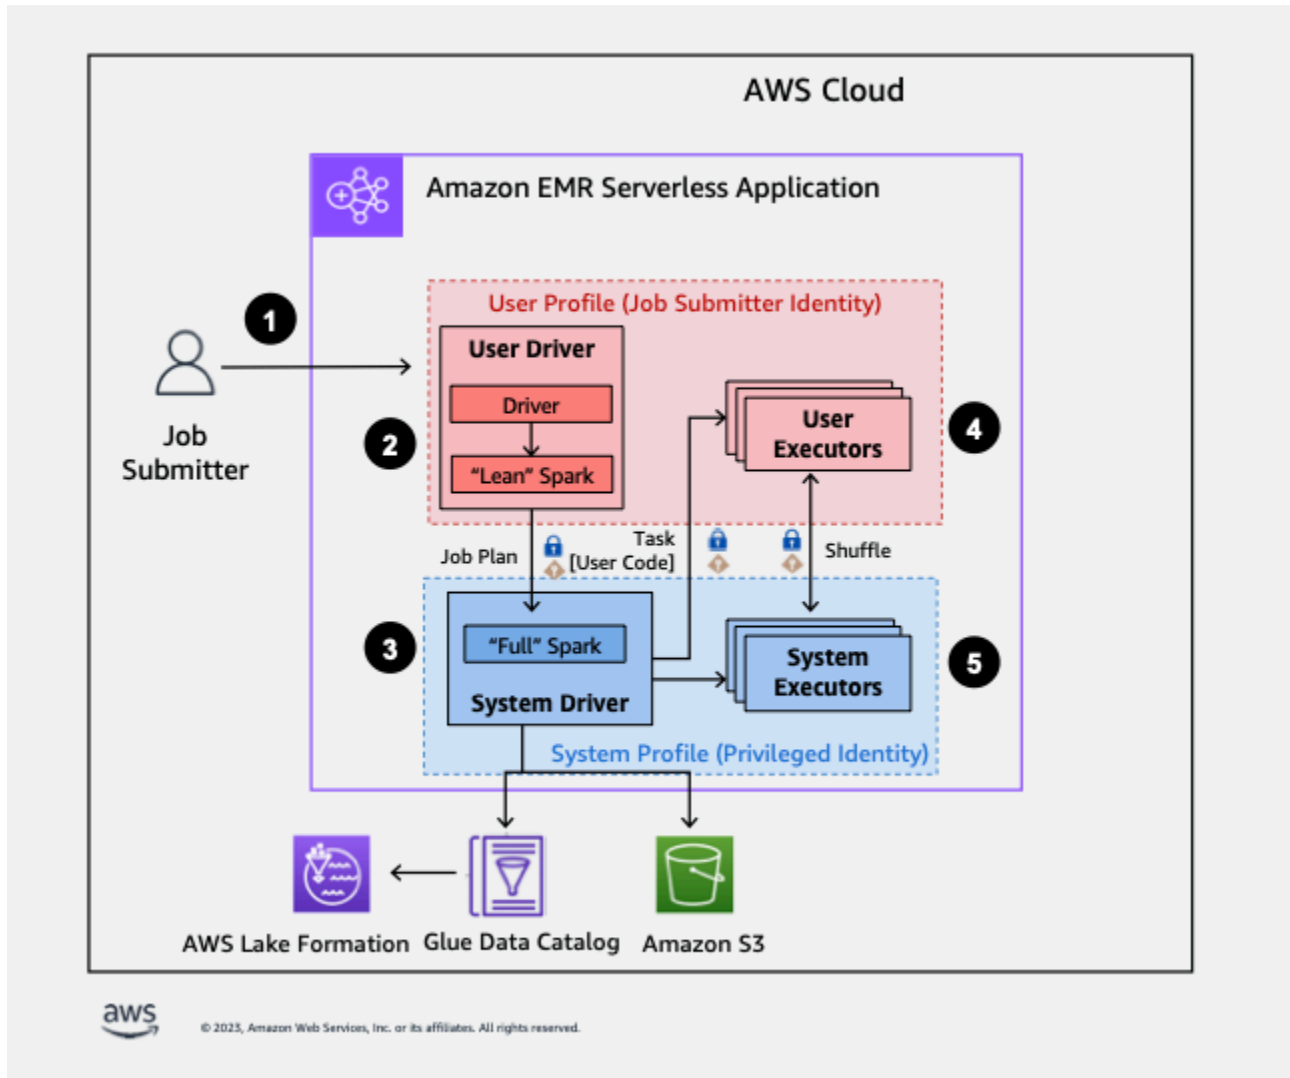 AWS Cloud
Amazon EMR Serverless Application
1
User Profile (Job Submitter Identity)
User Driver
Driver
"Lean" Spark
2
User
Executors
4
Job
Submitter
Job Plan
Task
[User Code]
Shuffle
3
"Full" Spark
System Driver
System
Executors
5
System Profile (Privileged Identity)
AWS Lake Formation
Glue Data Catalog
Amazon S3
aws
© 2023, Amazon Web Services, Inc. or its affiliates. All rights reserved.